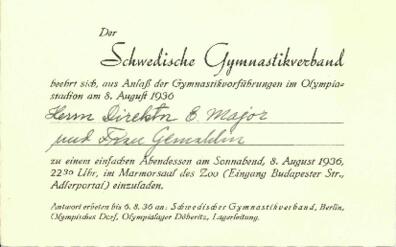 Der
Schwedische Gymnastikverband
beehrt sich, aus Anlaß der Gymnastikvorführungen im Olympia-
stadion am 8. August 1936
Herrn Direktor E. Major
und Frau Gemahlin
zu einem einfachen Abendessen am Sonnabend, 8. August 1936,
22³⁰ Uhr, im Marmorsaal des Zoo (Eingang Budapester Str.,
Adlerportal) einzuladen.
Antwort erbeten bis 6. 8. 36 an: Schwedischer Gymnastikverband, Berlin,
Olympisches Dorf, Olympialager Döberitz, Lagerleitung.